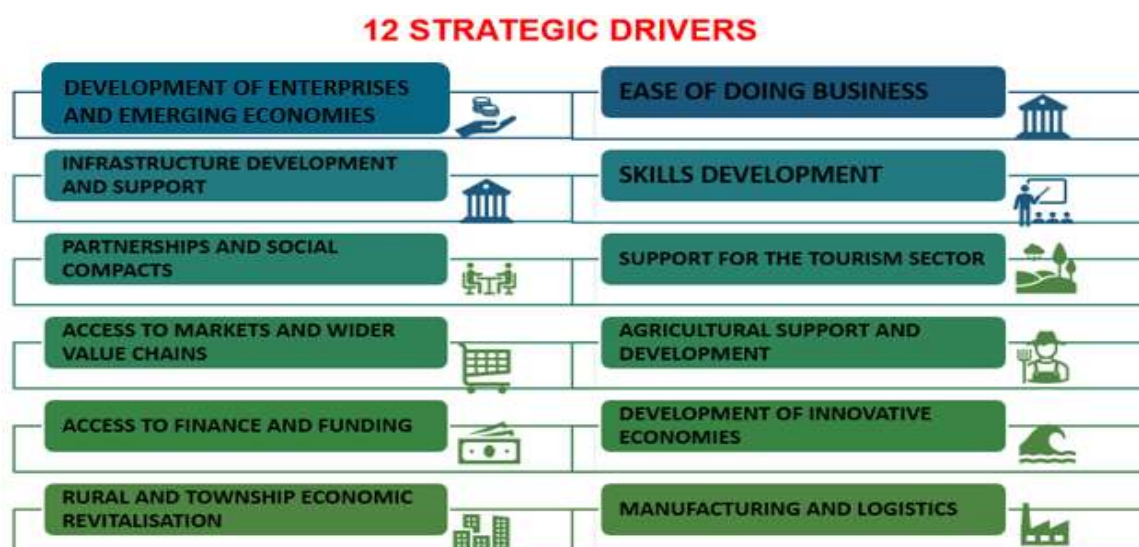 12 STRATEGIC DRIVERS
DEVELOPMENT OF ENTERPRISES
AND EMERGING ECONOMIES
EASE OF DOING BUSINESS
INFRASTRUCTURE DEVELOPMENT
AND SUPPORT
SKILLS DEVELOPMENT
PARTNERSHIPS AND SOCIAL
COMPACTS
SUPPORT FOR THE TOURISM SECTOR
ACCESS TO MARKETS AND WIDER
VALUE CHAINS
AGRICULTURAL SUPPORT AND
DEVELOPMENT
ACCESS TO FINANCE AND FUNDING
DEVELOPMENT OF INNOVATIVE
ECONOMIES
RURAL AND TOWNSHIP ECONOMIC
REVITALISATION
MANUFACTURING AND LOGISTICS